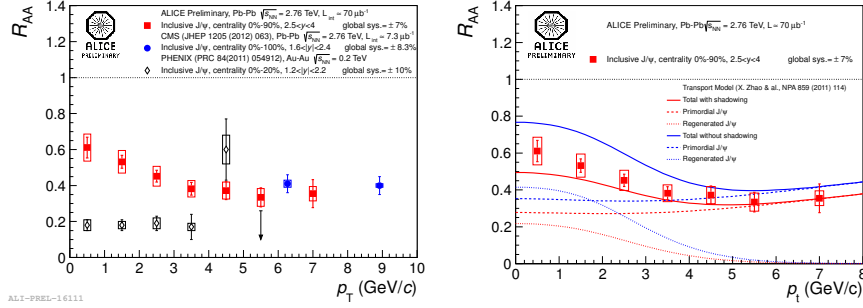 R_AA
1.4
1.2
1
0.8
0.6
0.4
0.2
0
ALICE
PRELIMINARY
ALICE Preliminary, Pb-Pb √s_NN = 2.76 TeV, L_int = 70 μb⁻¹
Inclusive J/ψ, centrality 0%-90%, 2.5<y<4 global sys.= ± 7%
CMS (JHEP 1205 (2012) 063), Pb-Pb √s_NN = 2.76 TeV, L_int = 7.3 μb⁻¹
Inclusive J/ψ, centrality 0%-100%, 1.6<|y|<2.4 global sys.= ± 8.3%
PHENIX (PRC 84(2011) 054912), Au-Au √s_NN = 0.2 TeV
Inclusive J/ψ, centrality 0%-20%, 1.2<|y|<2.2 global sys.= ± 10%
0 1 2 3 4 5 6 7 8 9 10
p_T (GeV/c)
ALI-PREL-16111
R_AA
1.4
1.2
1
0.8
0.6
0.4
0.2
0
ALICE
PRELIMINARY
ALICE Preliminary, Pb-Pb √s_NN = 2.76 TeV, L_int = 70 μb⁻¹
Inclusive J/ψ, centrality 0%-90%, 2.5<y<4 global sys.= ± 7%
Transport Model (X. Zhao & al., NPA 859 (2011) 114)
Total with shadowing
Primordial J/ψ
Regenerated J/ψ
Total without shadowing
Primordial J/ψ
Regenerated J/ψ
0 1 2 3 4 5 6 7 8
p_t (GeV/c)